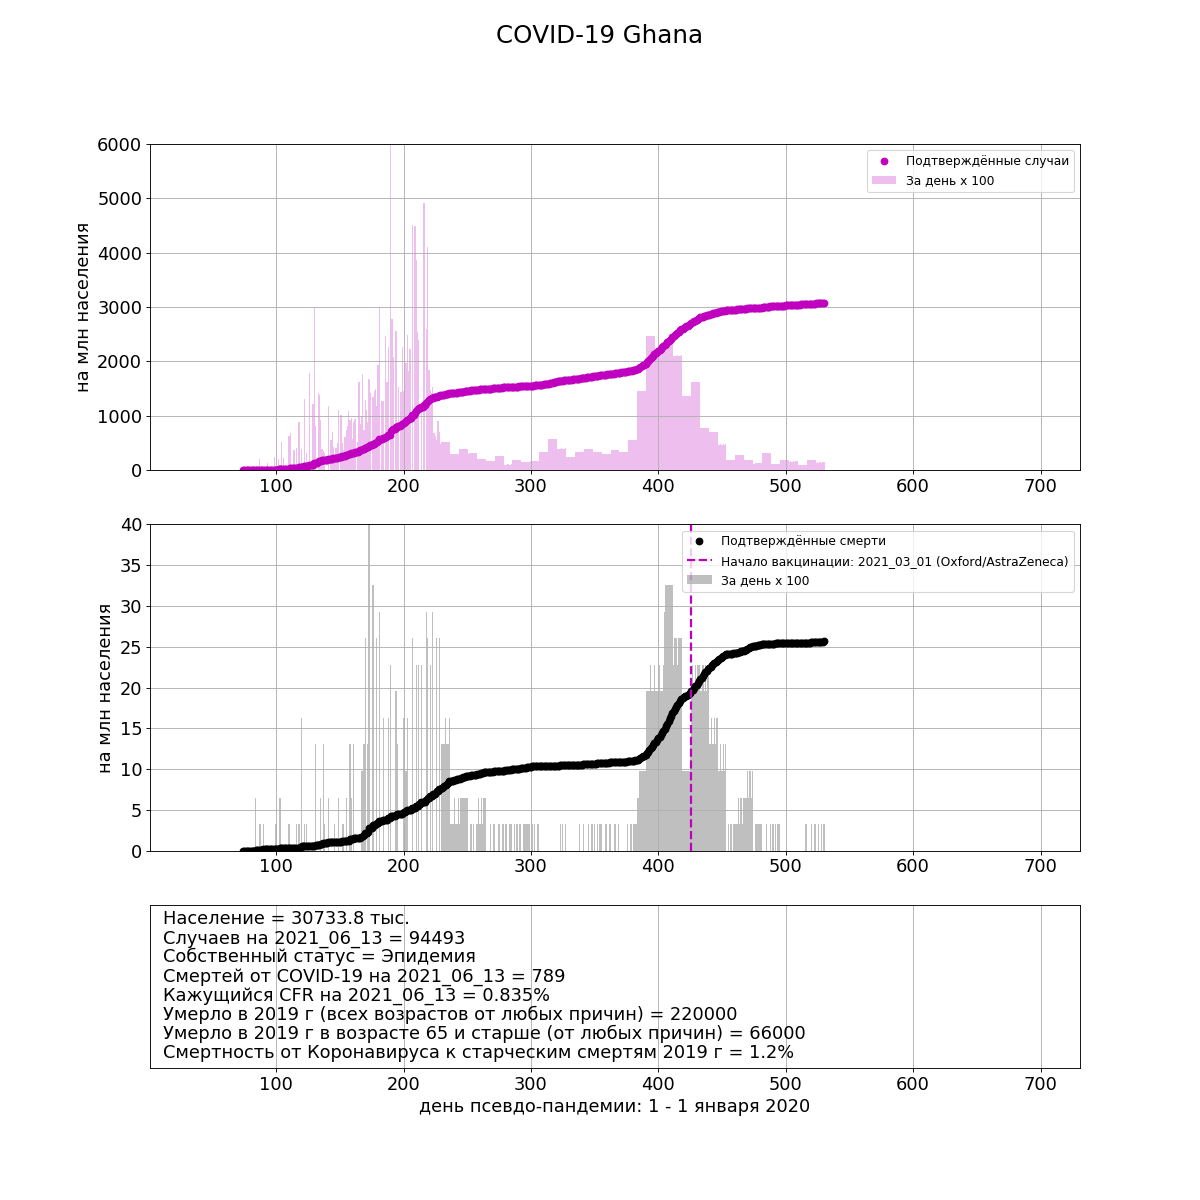 COVID-19 Ghana
6000
5000
4000
3000
2000
1000
0
на млн населения
Подтверждённые случаи
За день x 100
100 200 300 400 500 600 700
40
35
30
25
20
15
10
5
0
на млн населения
Подтверждённые смерти
Начало вакцинации: 2021_03_01 (Oxford/AstraZeneca)
За день x 100
100 200 300 400 500 600 700
Население = 30733.8 тыс.
Случаев на 2021_06_13 = 94493
Собственный статус = Эпидемия
Смертей от COVID-19 на 2021_06_13 = 789
Кажущийся CFR на 2021_06_13 = 0.835%
Умерло в 2019 г (всех возрастов от любых причин) = 220000
Умерло в 2019 г в возрасте 65 и старше (от любых причин) = 66000
Смертность от Коронавируса к старческим смертям 2019 г = 1.2%
100 200 300 400 500 600 700
день псевдо-пандемии: 1 - 1 января 2020